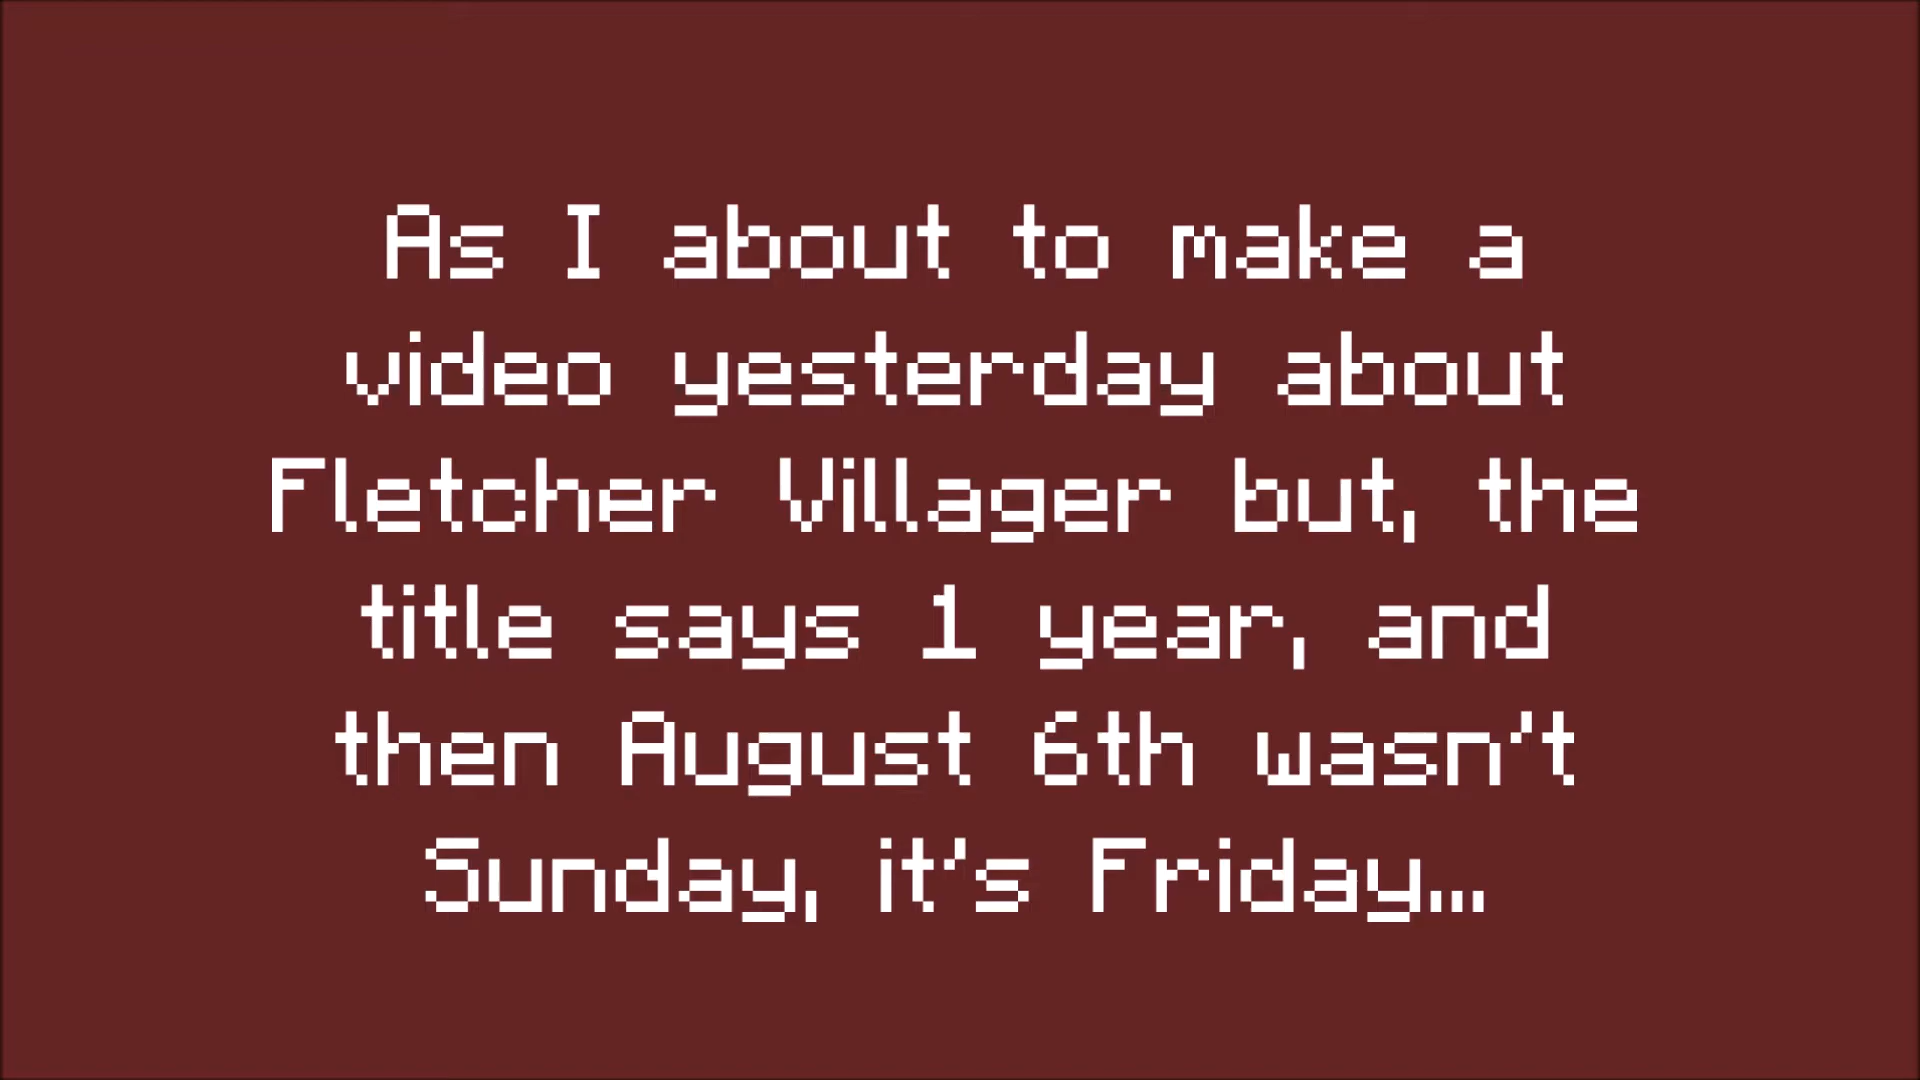 As I about to make a
video yesterday about
Fletcher Villager but, the
title says 1 year, and
then August 6th wasn't
Sunday, it's Friday...